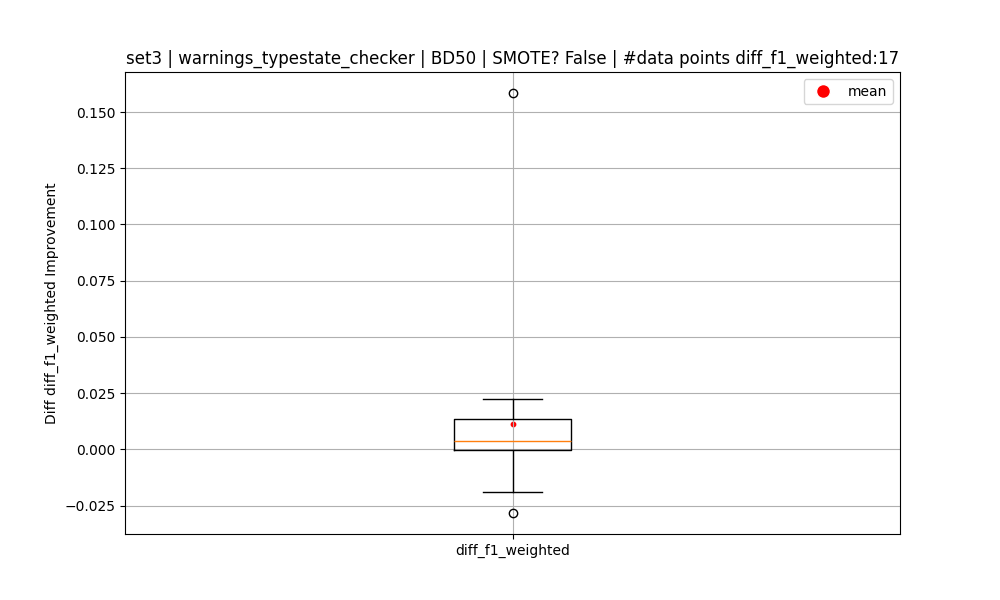 set3 | warnings_typestate_checker | BD50 | SMOTE? False | #data points diff_f1_weighted:17
mean
0.150
0.125
0.100
0.075
0.050
0.025
0.000
−0.025
Diff diff_f1_weighted Improvement
diff_f1_weighted